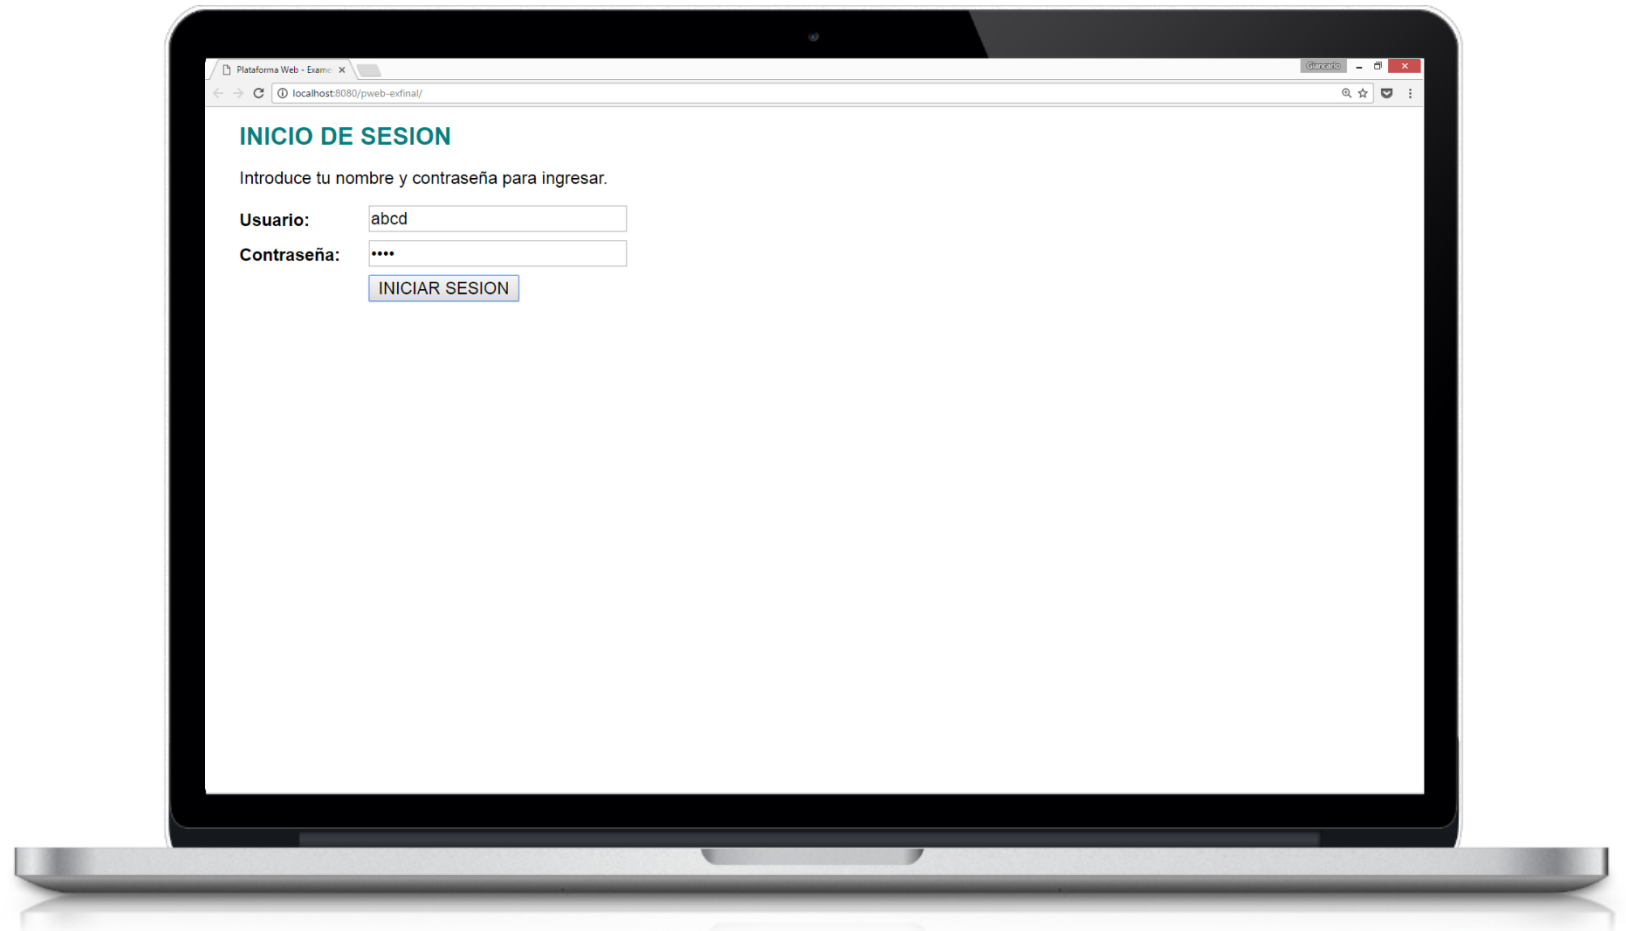 Plataforma Web - Exame
Giancarlo
localhost:8080/pweb-exfinal/
INICIO DE SESION
Introduce tu nombre y contraseña para ingresar.
Usuario: abcd
Contraseña: ••••
INICIAR SESION